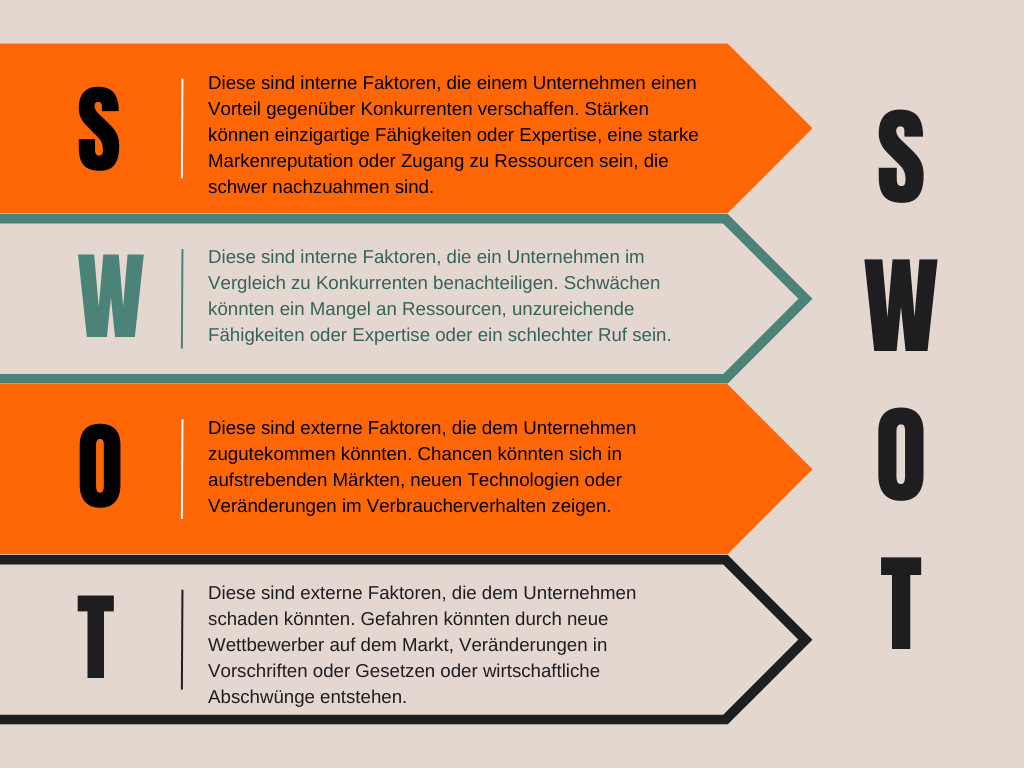 S
Diese sind interne Faktoren, die einem Unternehmen einen
Vorteil gegenüber Konkurrenten verschaffen. Stärken
können einzigartige Fähigkeiten oder Expertise, eine starke
Markenreputation oder Zugang zu Ressourcen sein, die
schwer nachzuahmen sind.
W
Diese sind interne Faktoren, die ein Unternehmen im
Vergleich zu Konkurrenten benachteiligen. Schwächen
könnten ein Mangel an Ressourcen, unzureichende
Fähigkeiten oder Expertise oder ein schlechter Ruf sein.
O
Diese sind externe Faktoren, die dem Unternehmen
zugutekommen könnten. Chancen könnten sich in
aufstrebenden Märkten, neuen Technologien oder
Veränderungen im Verbraucherverhalten zeigen.
T
Diese sind externe Faktoren, die dem Unternehmen
schaden könnten. Gefahren könnten durch neue
Wettbewerber auf dem Markt, Veränderungen in
Vorschriften oder Gesetzen oder wirtschaftliche
Abschwünge entstehen.
S
W
O
T